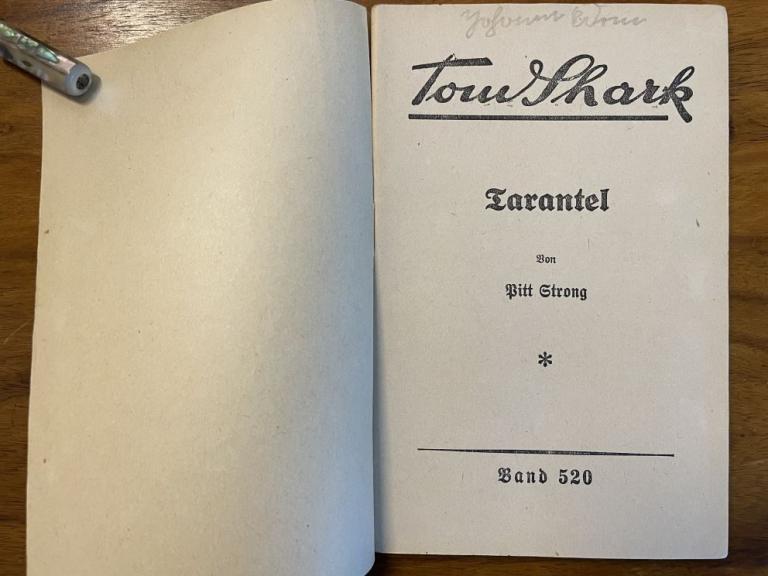 Tom Shark
Tarantel
Von
Pitt Strong
*
Band 520